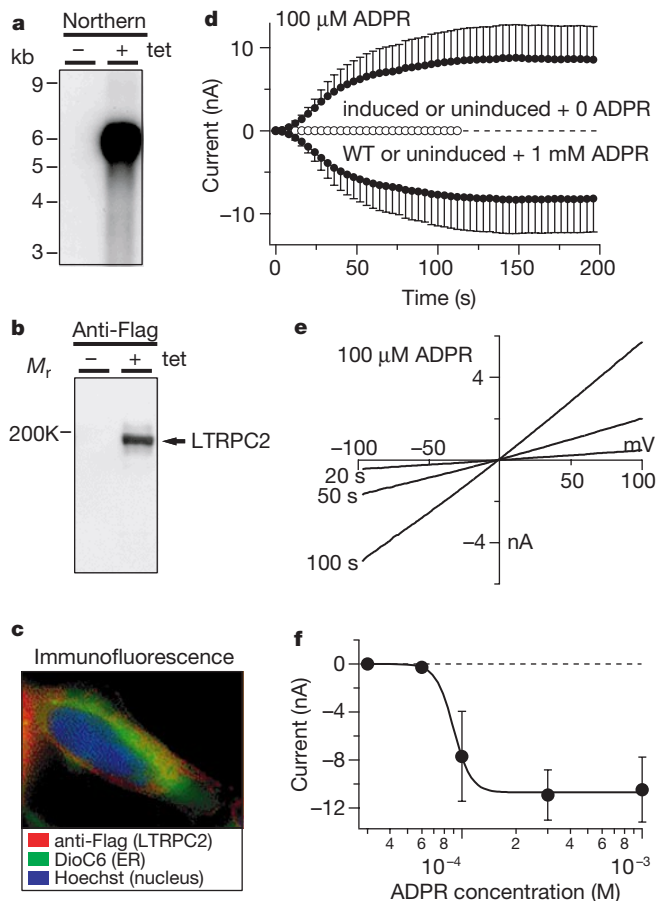 a
Northern
− + tet
kb
9
6
5
4
3
b
Anti-Flag
− + tet
Mr
200K
LTRPC2
c
Immunofluorescence
anti-Flag (LTRPC2)
DioC6 (ER)
Hoechst (nucleus)
d
100 μM ADPR
10
0
−10
Current (nA)
induced or uninduced + 0 ADPR
WT or uninduced + 1 mM ADPR
0 50 100 150 200
Time (s)
e
100 μM ADPR
4
−100 −50 mV
20 s
50 s
100 s
50 100
−4 nA
f
0
−4
−8
−12
Current (nA)
4 6 8 2 4 6 8
10⁻⁴ 10⁻³
ADPR concentration (M)